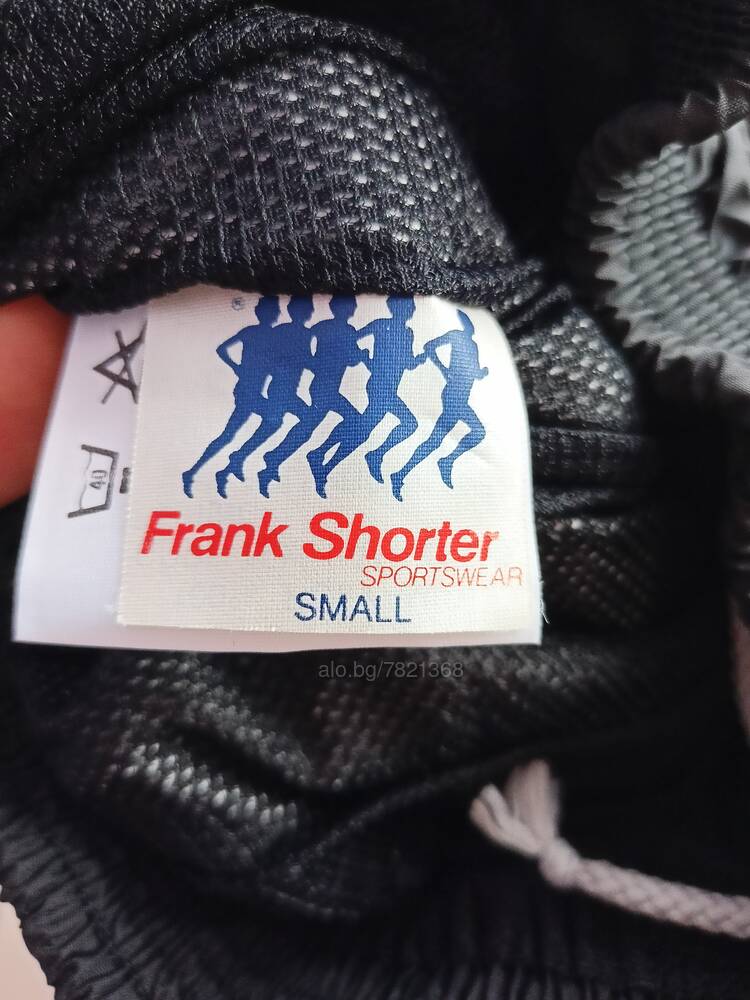 ®
Frank Shorter
SPORTSWEAR
SMALL
40
alo.bg/7821368